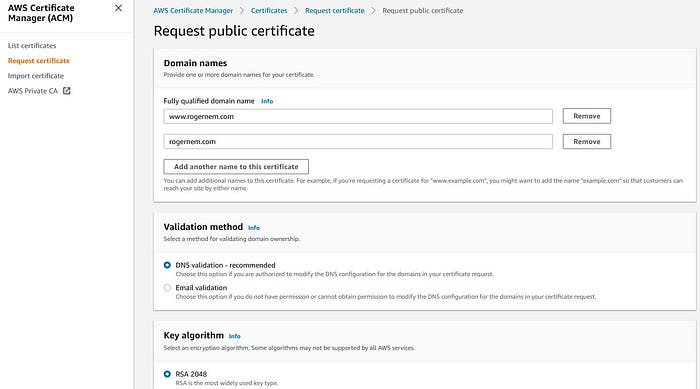 AWS Certificate
Manager (ACM)
List certificates
Request certificate
Import certificate
AWS Private CA
AWS Certificate Manager > Certificates > Request certificate > Request public certificate
Request public certificate
Domain names
Provide one or more domain names for your certificate.
Fully qualified domain name Info
www.rogernem.com
Remove
rogernem.com
Remove
Add another name to this certificate
You can add additional names to this certificate. For example, if you're requesting a certificate for "www.example.com", you might want to add the name "example.com" so that customers can
reach your site by either name.
Validation method Info
Select a method for validating domain ownership.
DNS validation - recommended
Choose this option if you are authorized to modify the DNS configuration for the domains in your certificate request.
Email validation
Choose this option if you do not have permission or cannot obtain permission to modify the DNS configuration for the domains in your certificate request.
Key algorithm Info
Select an encryption algorithm. Some algorithms may not be supported by all AWS services.
RSA 2048
RSA is the most widely used key type.